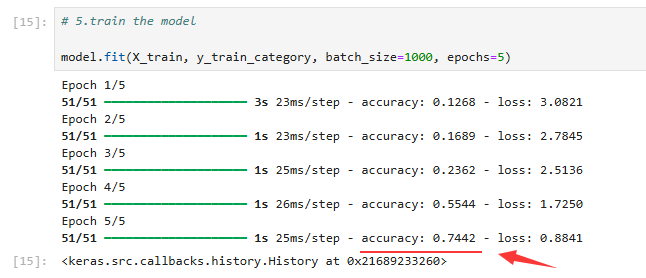 [15]: # 5.train the model
model.fit(X_train, y_train_category, batch_size=1000, epochs=5)
Epoch 1/5
51/51 ━━━━━━━━━━━━━━━━━━━━ 3s 23ms/step - accuracy: 0.1268 - loss: 3.0821
Epoch 2/5
51/51 ━━━━━━━━━━━━━━━━━━━━ 1s 23ms/step - accuracy: 0.1689 - loss: 2.7845
Epoch 3/5
51/51 ━━━━━━━━━━━━━━━━━━━━ 1s 25ms/step - accuracy: 0.2362 - loss: 2.5136
Epoch 4/5
51/51 ━━━━━━━━━━━━━━━━━━━━ 1s 26ms/step - accuracy: 0.5544 - loss: 1.7250
Epoch 5/5
51/51 ━━━━━━━━━━━━━━━━━━━━ 1s 25ms/step - accuracy: 0.7442 - loss: 0.8841
[15]: <keras.src.callbacks.history.History at 0x21689233260>